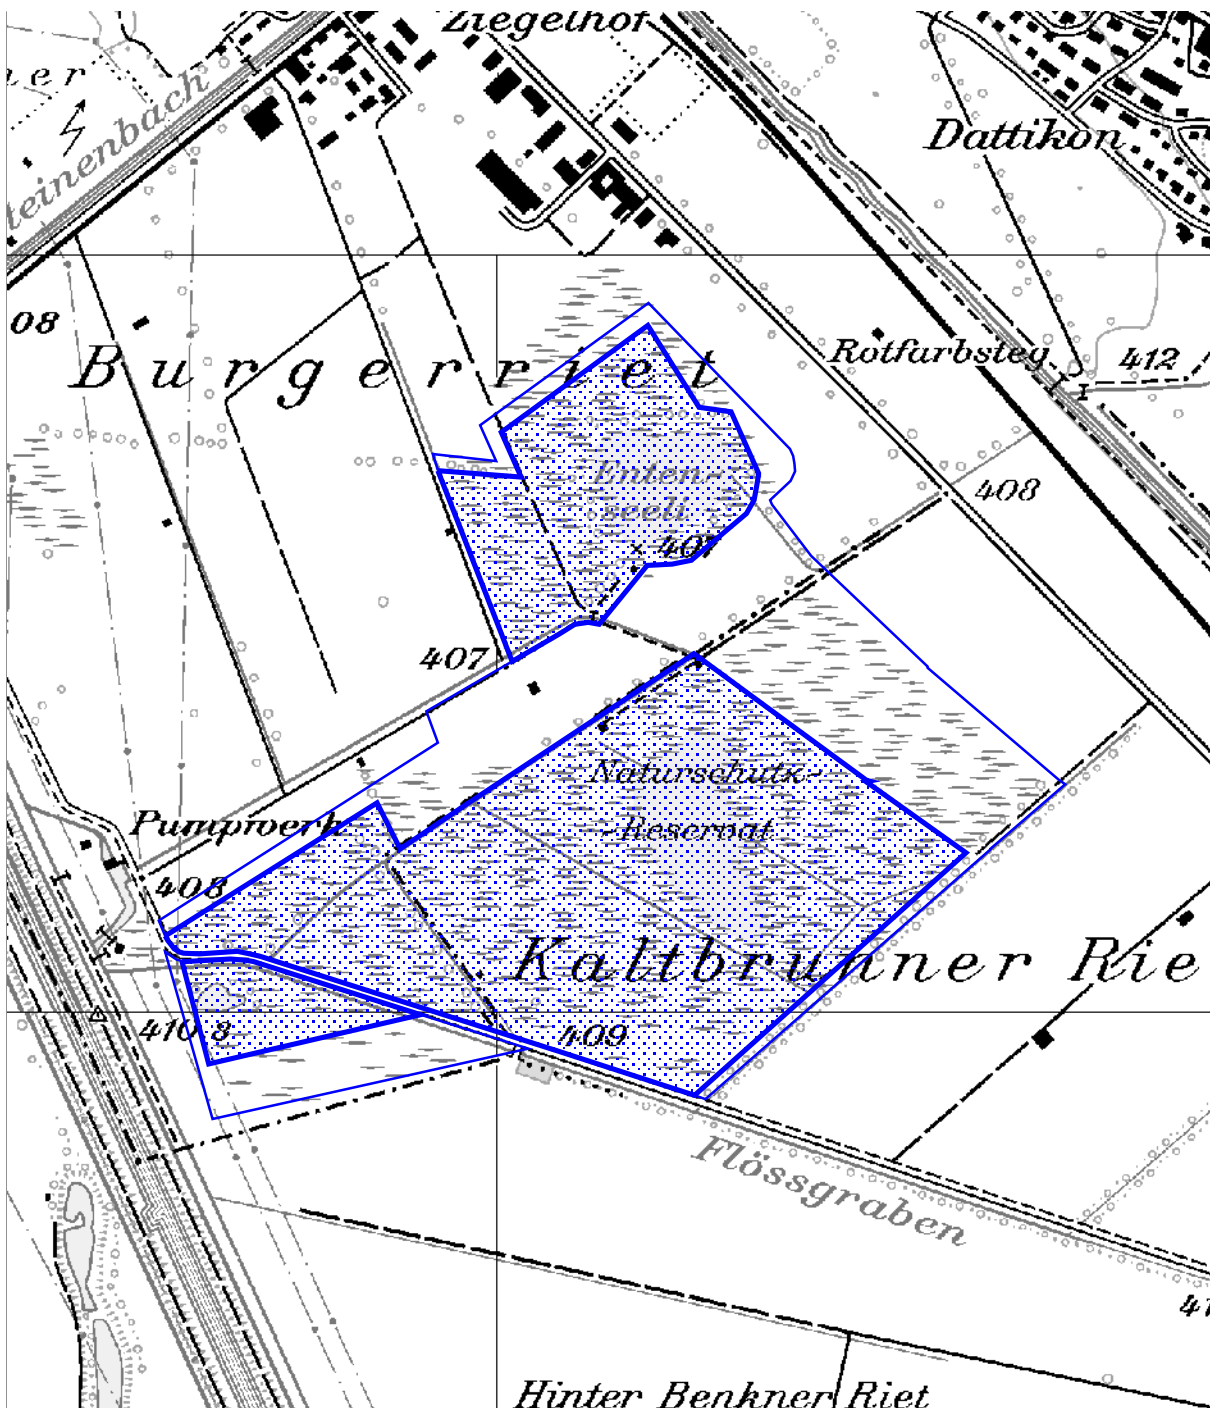 Ziegelhof
Dattikon
08
Burgerriet
Rotfarbsteg
412
Enten-
seeli
408
407
407
Naturschutz-
-Reservat
Pumpwerk
408
Kaltbrunner Rie
410 8
409
Flössgraben
41
Hinter Benkner Riet